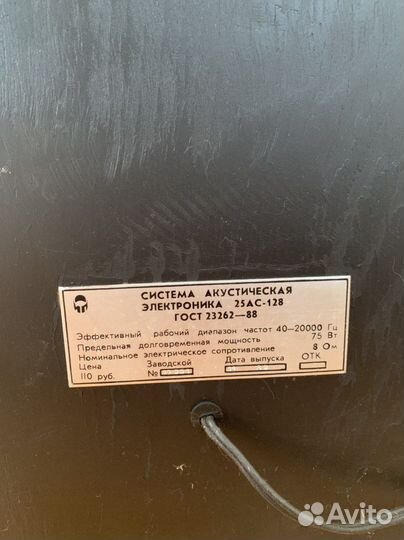 СИСТЕМА АКУСТИЧЕСКАЯ
ЭЛЕКТРОНИКА 25АС-128
ГОСТ 23262—88
Эффективный рабочий диапазон частот 40—20000 Гц
Предельная долговременная мощность 75 Вт
Номинальное электрическое сопротивление 8 Ом
Цена Заводской Дата выпуска ОТК
110 руб. №
Avito